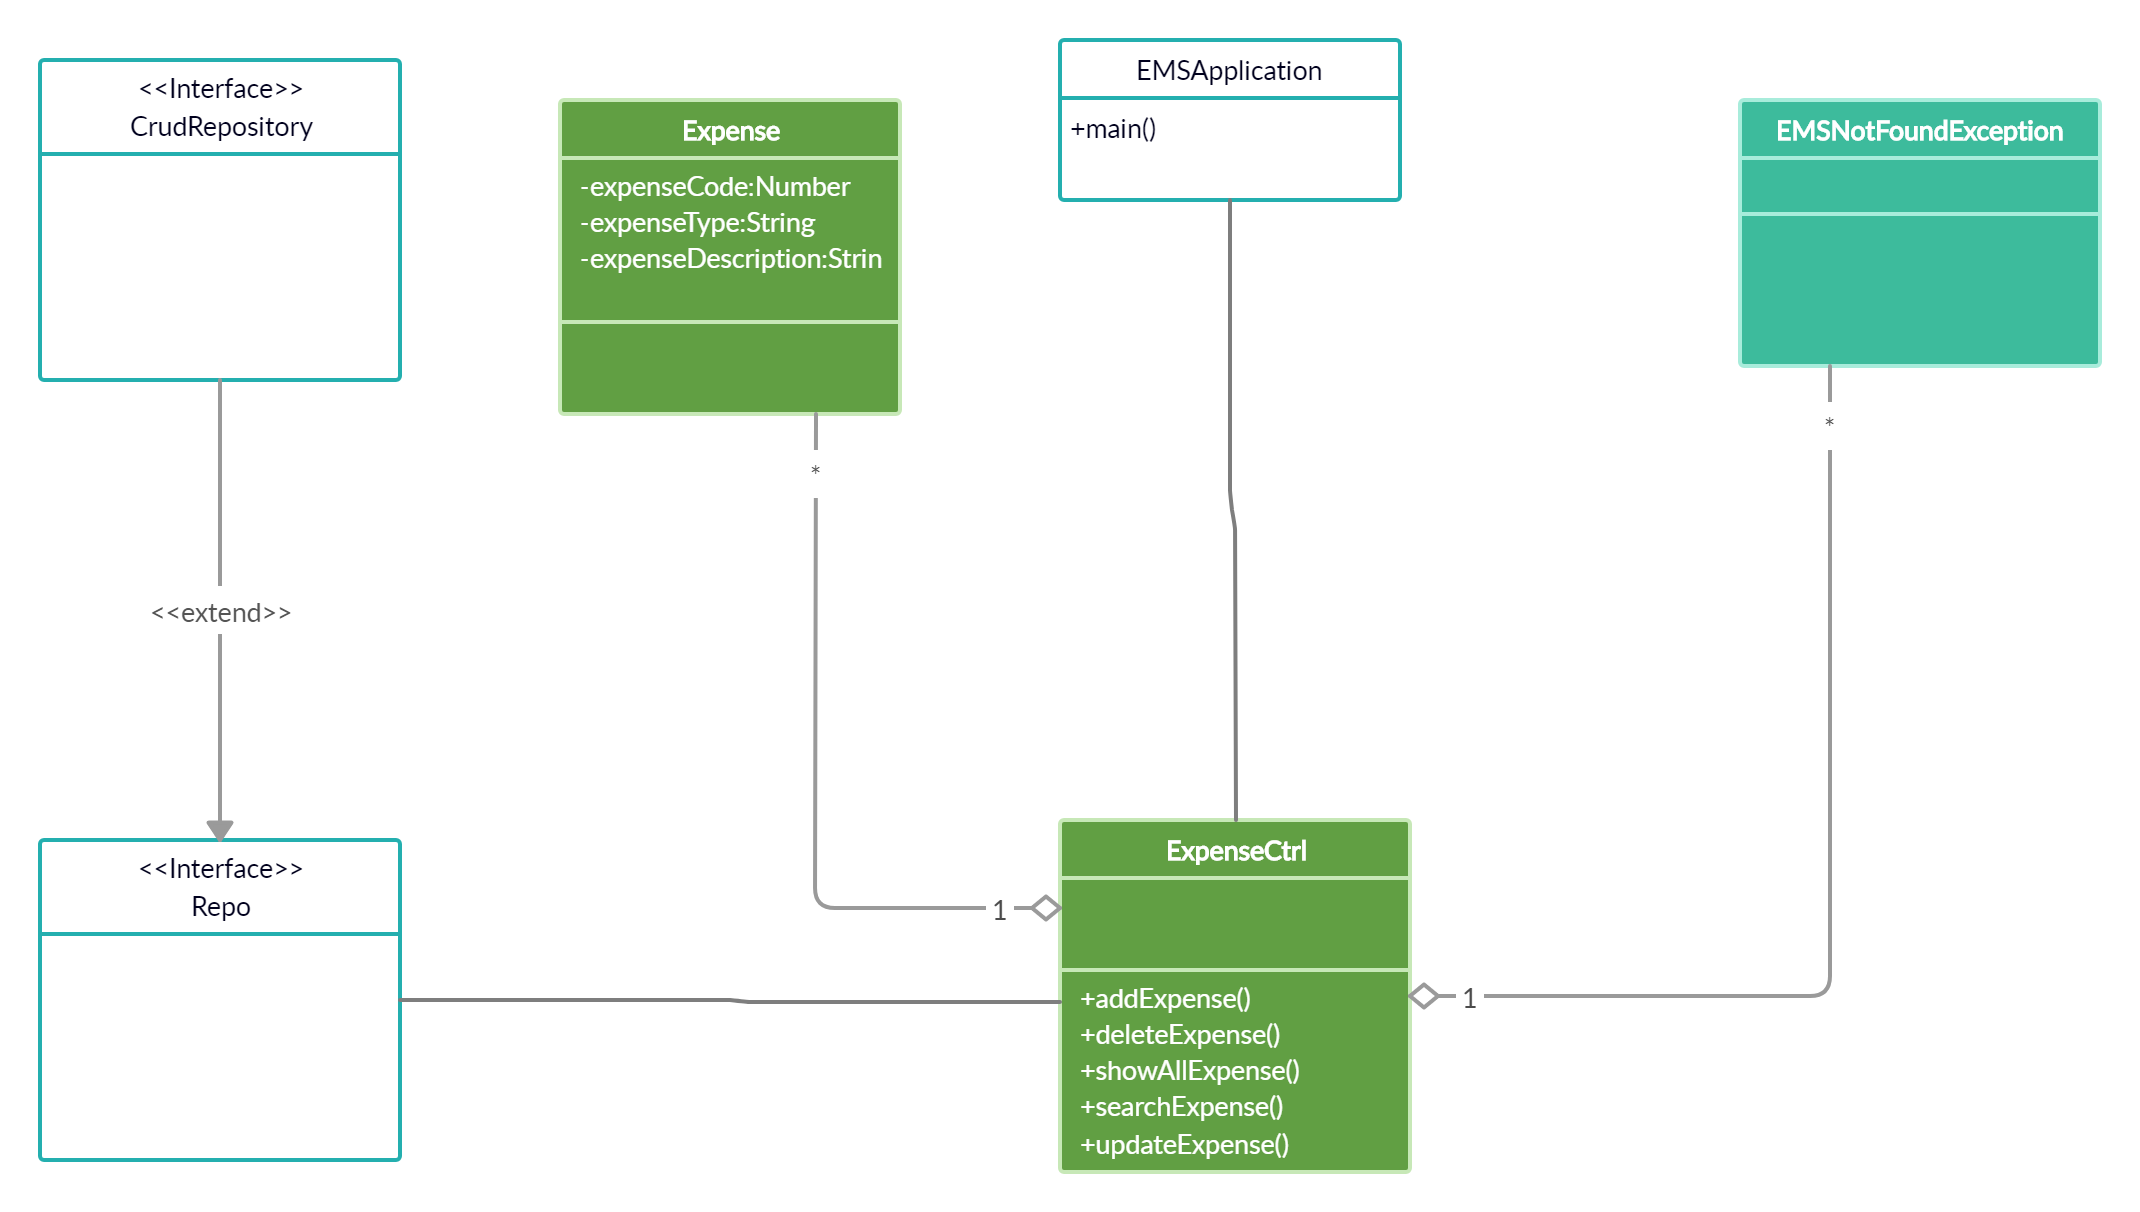 <<Interface>>
CrudRepository
Expense
-expenseCode:Number
-expenseType:String
-expenseDescription:Strin
EMSApplication
+main()
EMSNotFoundException
*
*
<<extend>>
<<Interface>>
Repo
1
ExpenseCtrl
+addExpense()
+deleteExpense()
+showAllExpense()
+searchExpense()
+updateExpense()
1